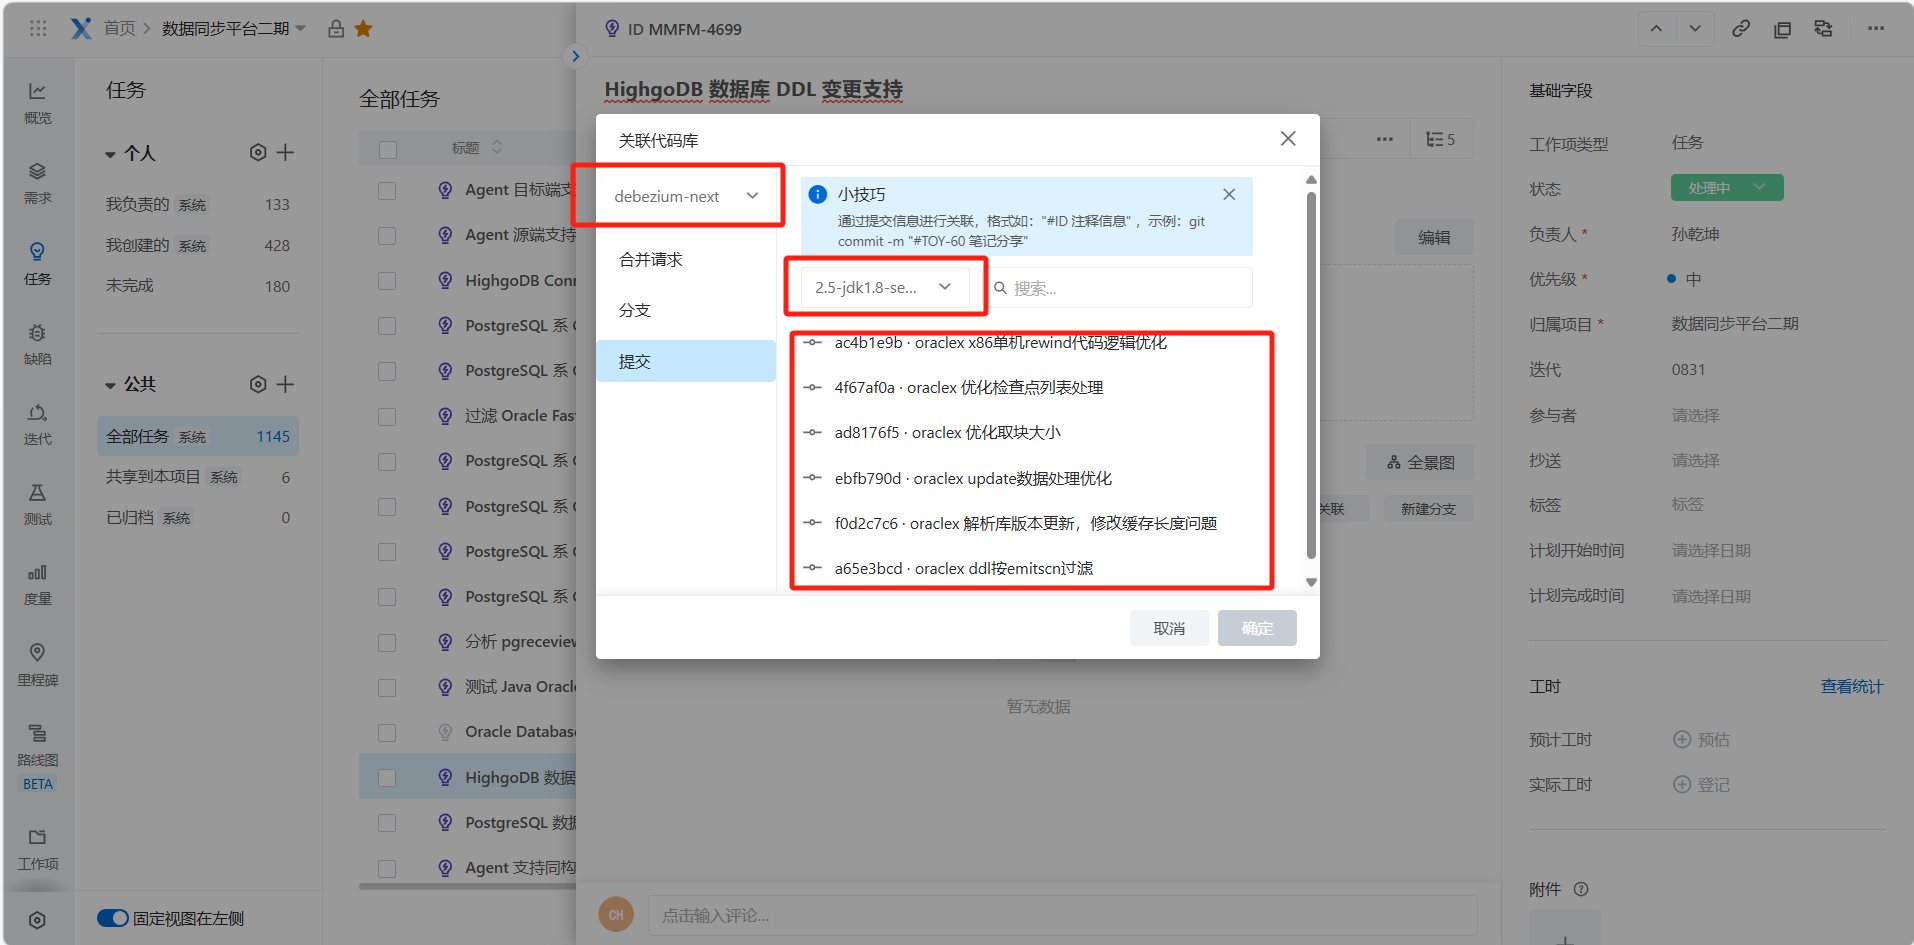 首页
数据同步平台二期
概览
需求
任务
缺陷
迭代
测试
度量
里程碑
路线图
BETA
工作项
任务
个人
我负责的 系统 133
我创建的 系统 428
未完成 180
公共
全部任务 系统 1145
共享到本项目 系统 6
已归档 系统 0
固定视图在左侧
全部任务
标题
Agent 目标端支
Agent 源端支持
HighgoDB Con
PostgreSQL 系
PostgreSQL 系
过滤 Oracle Fas
PostgreSQL 系
PostgreSQL 系
PostgreSQL 系
PostgreSQL 系
分析 pgreceview
测试 Java Oracl
Oracle Databas
HighgoDB 数据
PostgreSQL 数据
Agent 支持同构
ID MMFM-4699
HighgoDB 数据库 DDL 变更支持
5
编辑
全景图
关联
新建分支
暂无数据
CH
点击输入评论...
关联代码库
debezium-next
合并请求
分支
提交
小技巧
通过提交信息进行关联，格式如："#ID 注释信息" ，示例：git
commit -m "#TOY-60 笔记分享"
2.5-jdk1.8-se...
搜索...
ac4b1e9b · oraclex x86单机rewind代码逻辑优化
4f67af0a · oraclex 优化检查点列表处理
ad8176f5 · oraclex 优化取块大小
ebfb790d · oraclex update数据处理优化
f0d2c7c6 · oraclex 解析库版本更新，修改缓存长度问题
a65e3bcd · oraclex ddl按emitscn过滤
取消
确定
基础字段
工作项类型 任务
状态 处理中
负责人 * 孙乾坤
优先级 * 中
归属项目 * 数据同步平台二期
迭代 0831
参与者 请选择
抄送 请选择
标签 标签
计划开始时间 请选择日期
计划完成时间 请选择日期
工时 查看统计
预计工时 预估
实际工时 登记
附件